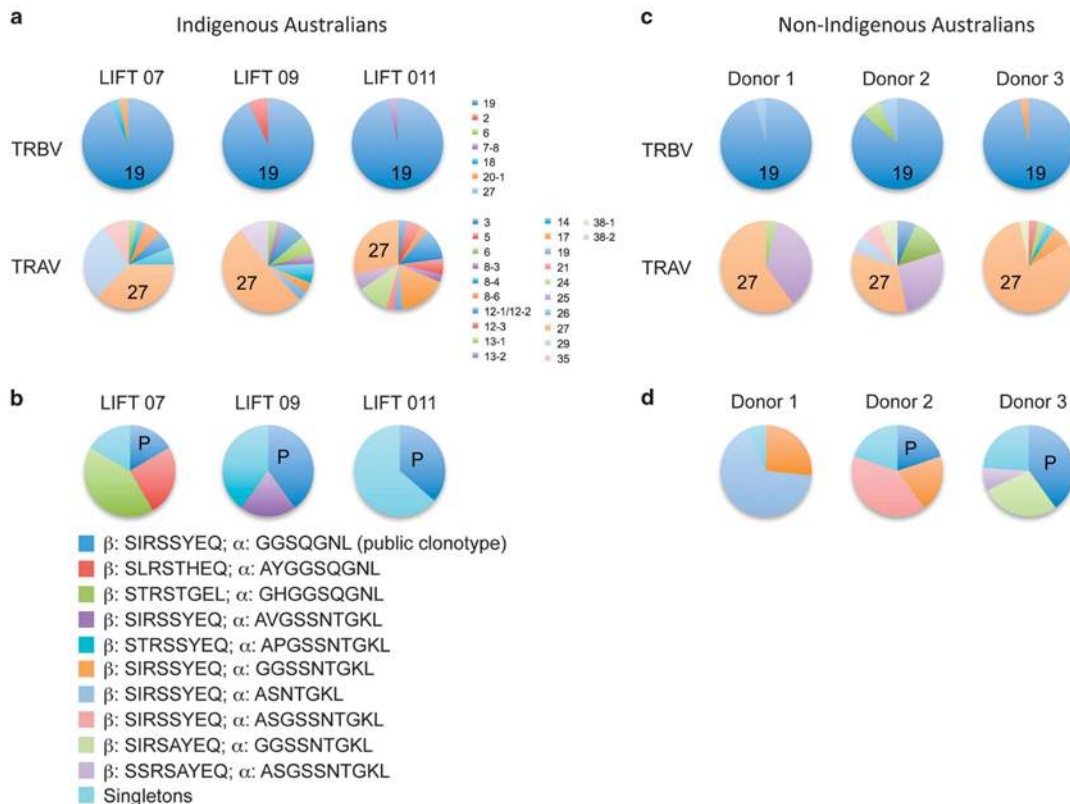 a
Indigenous Australians
LIFT 07 LIFT 09 LIFT 011
TRBV
19 19 19
19
2
6
7-8
18
20-1
27
TRAV
27 27 27
3
5
6
8-3
8-4
8-6
12-1/12-2
12-3
13-1
13-2
14
17
19
21
24
25
26
27
29
35
38-1
38-2
c
Non-Indigenous Australians
Donor 1 Donor 2 Donor 3
TRBV
19 19 19
TRAV
27 27 27
b
LIFT 07 LIFT 09 LIFT 011
P P P
β: SIRSSYEQ; α: GGSQGNL (public clonotype)
β: SLRSTHEQ; α: AYGGSQGNL
β: STRSTGEL; α: GHGGSQGNL
β: SIRSSYEQ; α: AVGSSNTGKL
β: STRSSYEQ; α: APGSSNTGKL
β: SIRSSYEQ; α: GGSSNTGKL
β: SIRSSYEQ; α: ASNTGKL
β: SIRSSYEQ; α: ASGSSNTGKL
β: SIRSAYEQ; α: GGSSNTGKL
β: SSRSAYEQ; α: ASGSSNTGKL
Singletons
d
Donor 1 Donor 2 Donor 3
P P